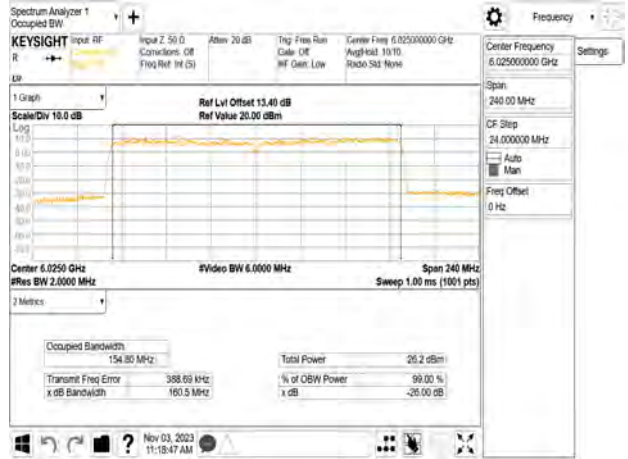 Spectrum Analyzer 1
Occupied BW
+
Frequency
KEYSIGHT Input: RF
Input Z: 50 Ω
Atten: 20 dB
Trig: Free Run
Center Freq: 6.025000000 GHz
R
Corrections: Off
Gate: Off
Avg|Hold: 10/10
Freq Ref: Int (S)
#IF Gain: Low
Radio Std: None
Center Frequency
6.025000000 GHz
Settings
Span
240.00 MHz
CF Step
24.000000 MHz
Auto
Man
Freq Offset
0 Hz
1 Graph
Scale/Div 10.0 dB
Ref Lvl Offset 13.40 dB
Ref Value 20.00 dBm
Log
10.0
0.00
Center 6.0250 GHz
#Res BW 2.0000 MHz
#Video BW 6.0000 MHz
Span 240 MHz
Sweep 1.00 ms (1001 pts)
2 Metrics
Occupied Bandwidth
154.80 MHz
Total Power 26.2 dBm
Transmit Freq Error 388.69 kHz
% of OBW Power 99.00 %
x dB Bandwidth 160.5 MHz
x dB -26.00 dB
?
Nov 03, 2023
11:18:47 AM